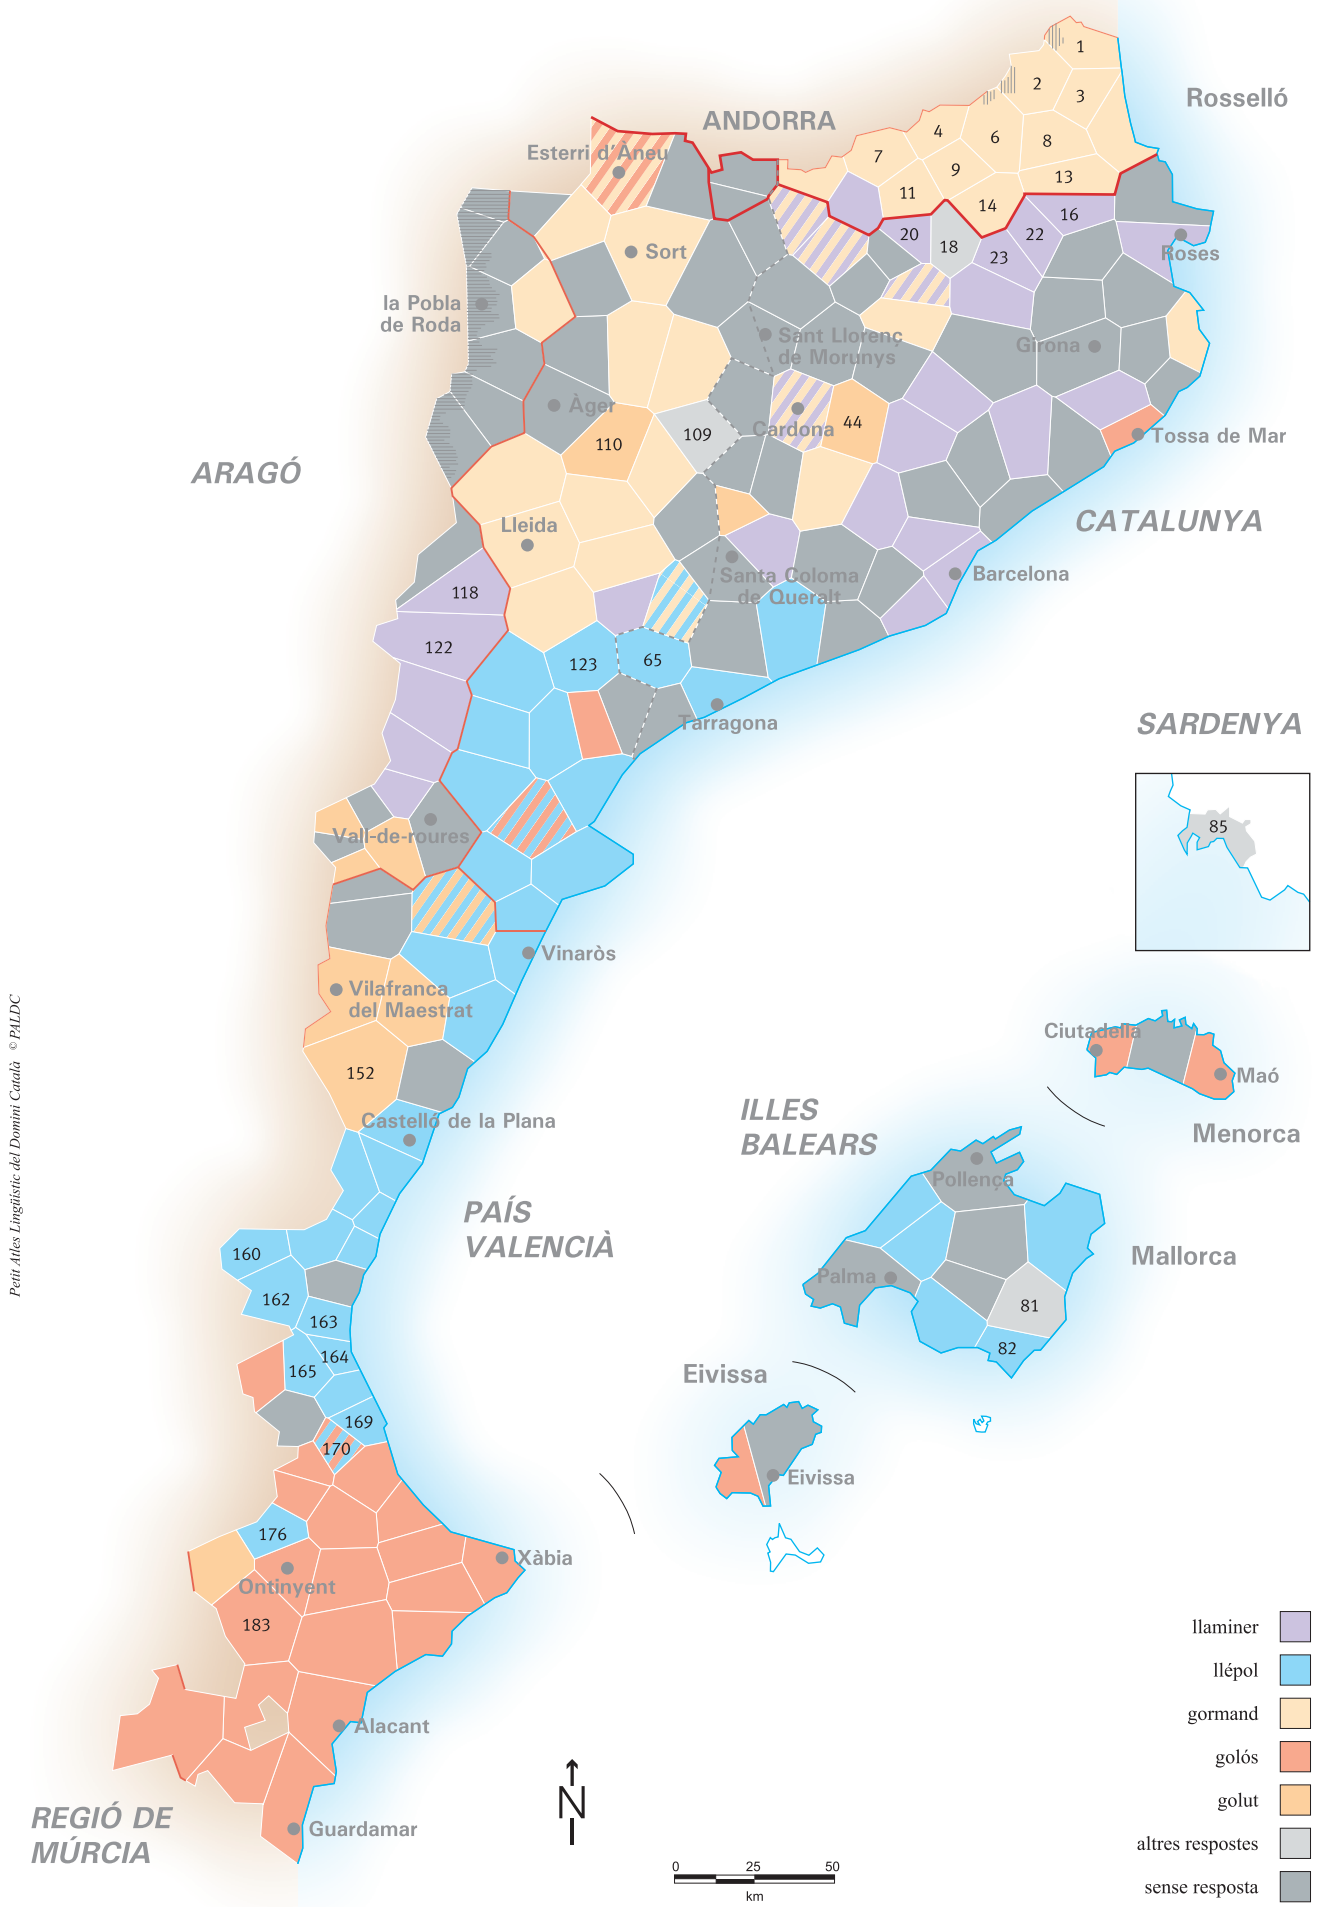 1
2
Rosselló
3
ANDORRA
4
6
8
Esterri d'Àneu
7
9
13
11
14
16
20
18
22
23
Sort
Roses
la Pobla
de Roda
Sant Llorenç
de Morunys
Girona
Àger
110
109
Cardona
44
Tossa de Mar
ARAGÓ
Lleida
CATALUNYA
118
Santa Coloma
de Queralt
Barcelona
122
123
65
Tarragona
SARDENYA
85
Vall-de-roures
Vinaròs
Vilafranca
del Maestrat
Ciutadella
152
Maó
Castelló de la Plana
ILLES
BALEARS
Menorca
Pollença
PAÍS
VALENCIÀ
160
Mallorca
162
Palma
163
81
164
165
82
Eivissa
169
170
Eivissa
176
Xàbia
Ontinyent
183
Alacant
REGIÓ DE
MÚRCIA
Guardamar
N
0 25 50
km
llaminer
llépol
gormand
golós
golut
altres respostes
sense resposta
Petit Atles Lingüístic del Domini Català © PALDC